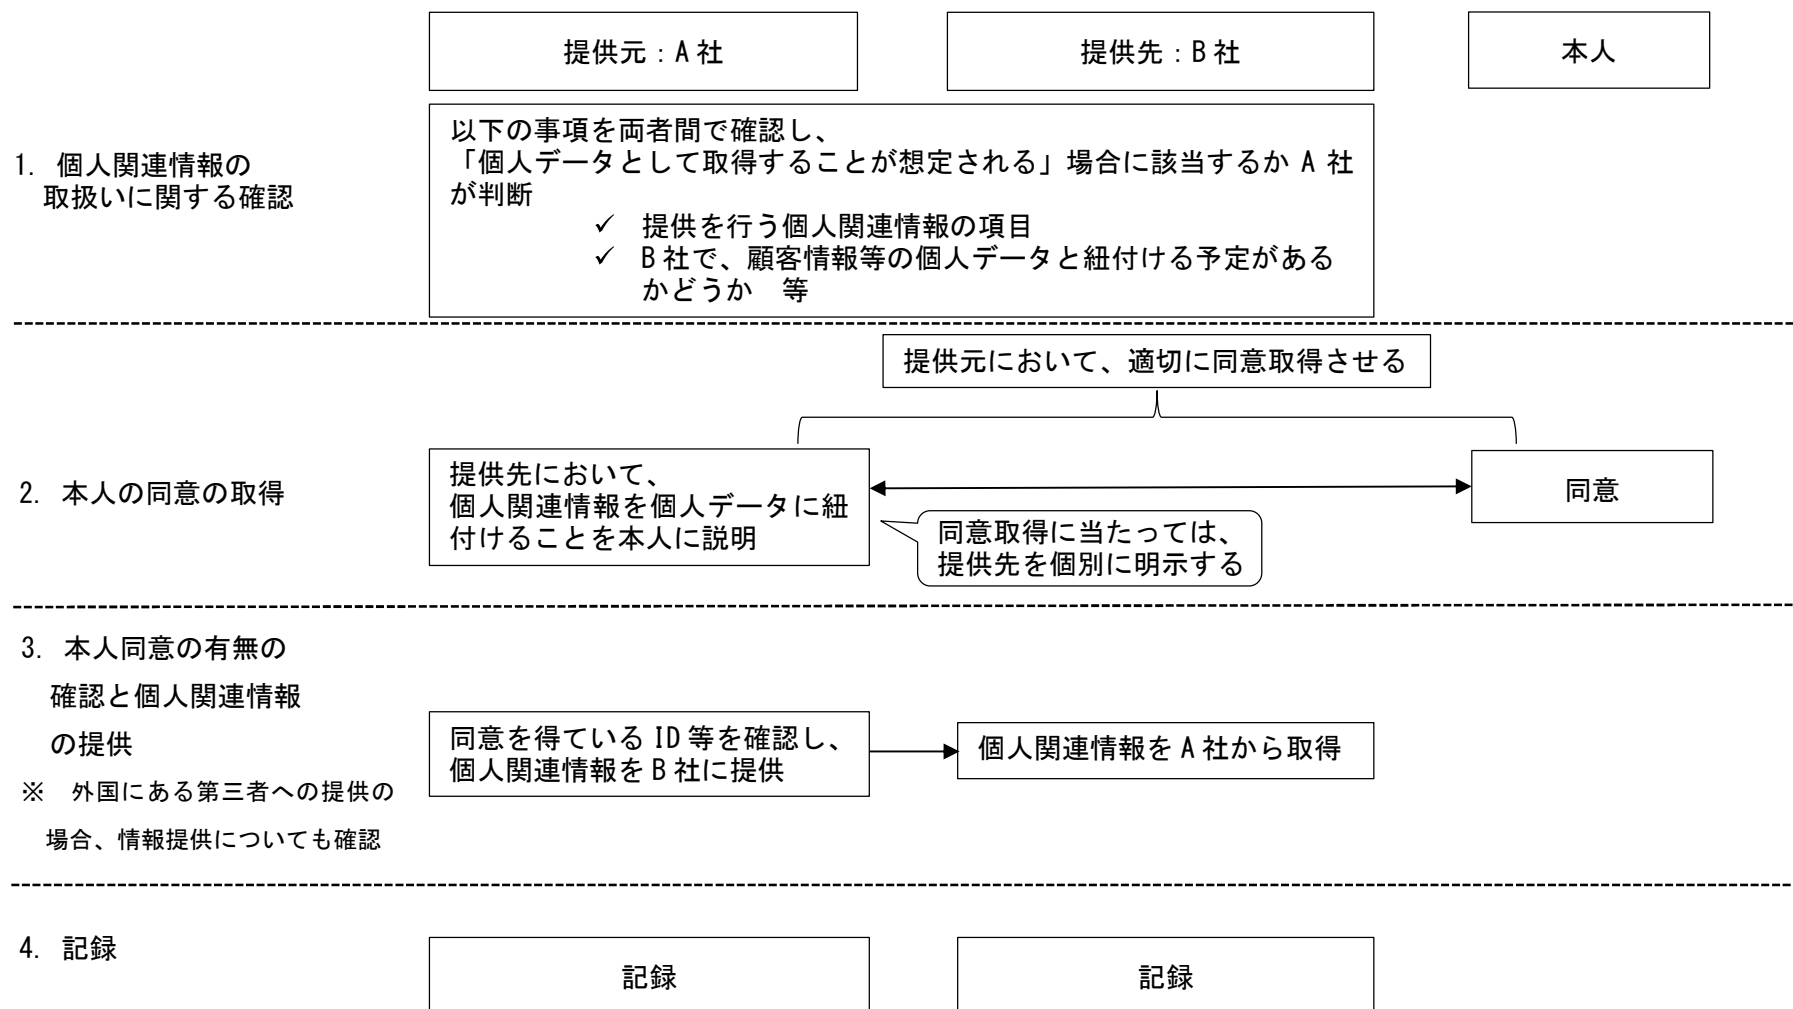 提供元：A 社
提供先：B 社
本人
1. 個人関連情報の
取扱いに関する確認
以下の事項を両者間で確認し、
「個人データとして取得することが想定される」場合に該当するか A 社
が判断
✓ 提供を行う個人関連情報の項目
✓ B 社で、顧客情報等の個人データと紐付ける予定がある
かどうか　等
提供元において、適切に同意取得させる
2. 本人の同意の取得
提供先において、
個人関連情報を個人データに紐
付けることを本人に説明
同意
同意取得に当たっては、
提供先を個別に明示する
3. 本人同意の有無の
確認と個人関連情報
の提供
※　外国にある第三者への提供の
場合、情報提供についても確認
同意を得ている ID 等を確認し、
個人関連情報を B 社に提供
個人関連情報を A 社から取得
4. 記録
記録
記録